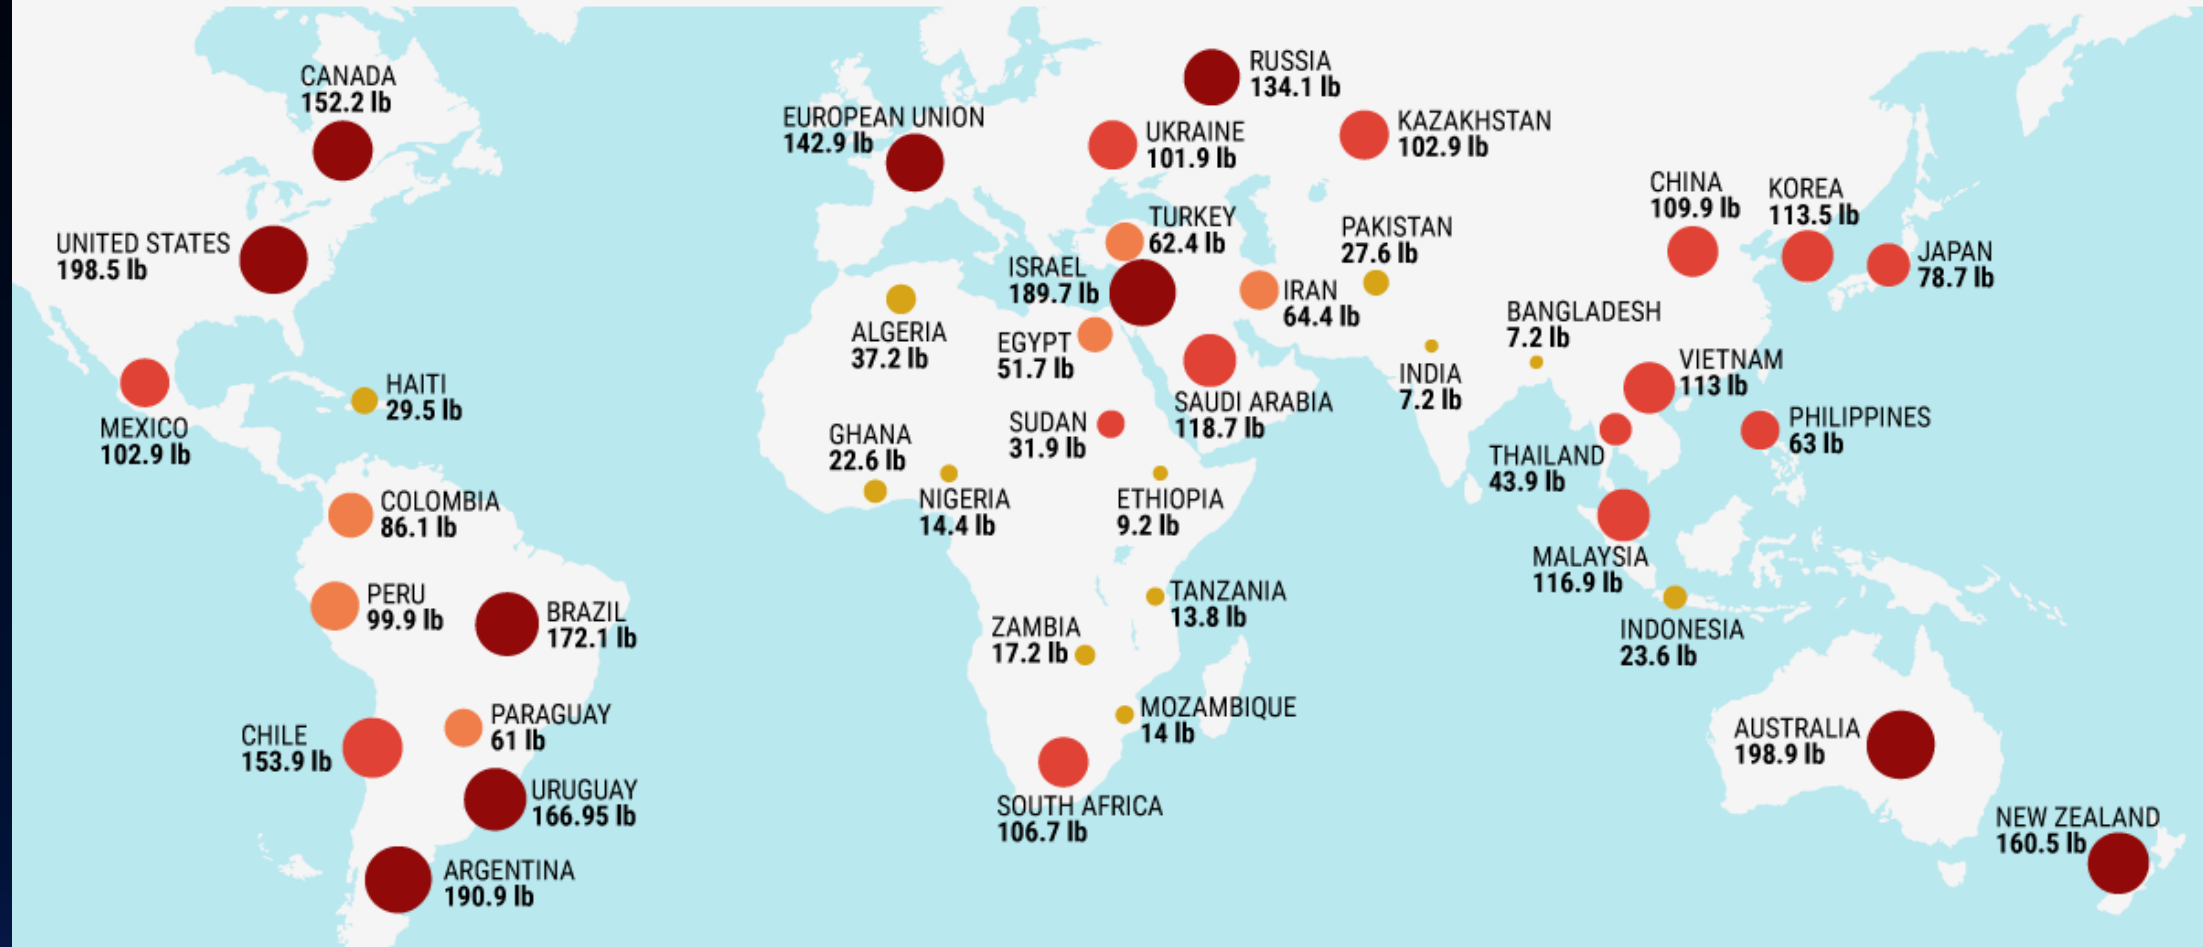 CANADA
152.2 lb
UNITED STATES
198.5 lb
MEXICO
102.9 lb
HAITI
29.5 lb
COLOMBIA
86.1 lb
PERU
99.9 lb
BRAZIL
172.1 lb
PARAGUAY
61 lb
CHILE
153.9 lb
URUGUAY
166.95 lb
ARGENTINA
190.9 lb
EUROPEAN UNION
142.9 lb
RUSSIA
134.1 lb
UKRAINE
101.9 lb
KAZAKHSTAN
102.9 lb
TURKEY
62.4 lb
ISRAEL
189.7 lb
IRAN
64.4 lb
PAKISTAN
27.6 lb
ALGERIA
37.2 lb
EGYPT
51.7 lb
SAUDI ARABIA
118.7 lb
SUDAN
31.9 lb
GHANA
22.6 lb
NIGERIA
14.4 lb
ETHIOPIA
9.2 lb
TANZANIA
13.8 lb
ZAMBIA
17.2 lb
MOZAMBIQUE
14 lb
SOUTH AFRICA
106.7 lb
INDIA
7.2 lb
BANGLADESH
7.2 lb
CHINA
109.9 lb
KOREA
113.5 lb
JAPAN
78.7 lb
VIETNAM
113 lb
THAILAND
43.9 lb
PHILIPPINES
63 lb
MALAYSIA
116.9 lb
INDONESIA
23.6 lb
AUSTRALIA
198.9 lb
NEW ZEALAND
160.5 lb